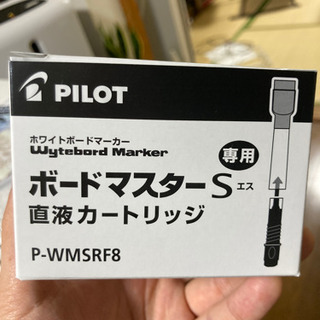 PILOT
ホワイトボードマーカー
Wytebord Marker
専用
ボードマスターS エス
直液カートリッジ
P-WMSRF8